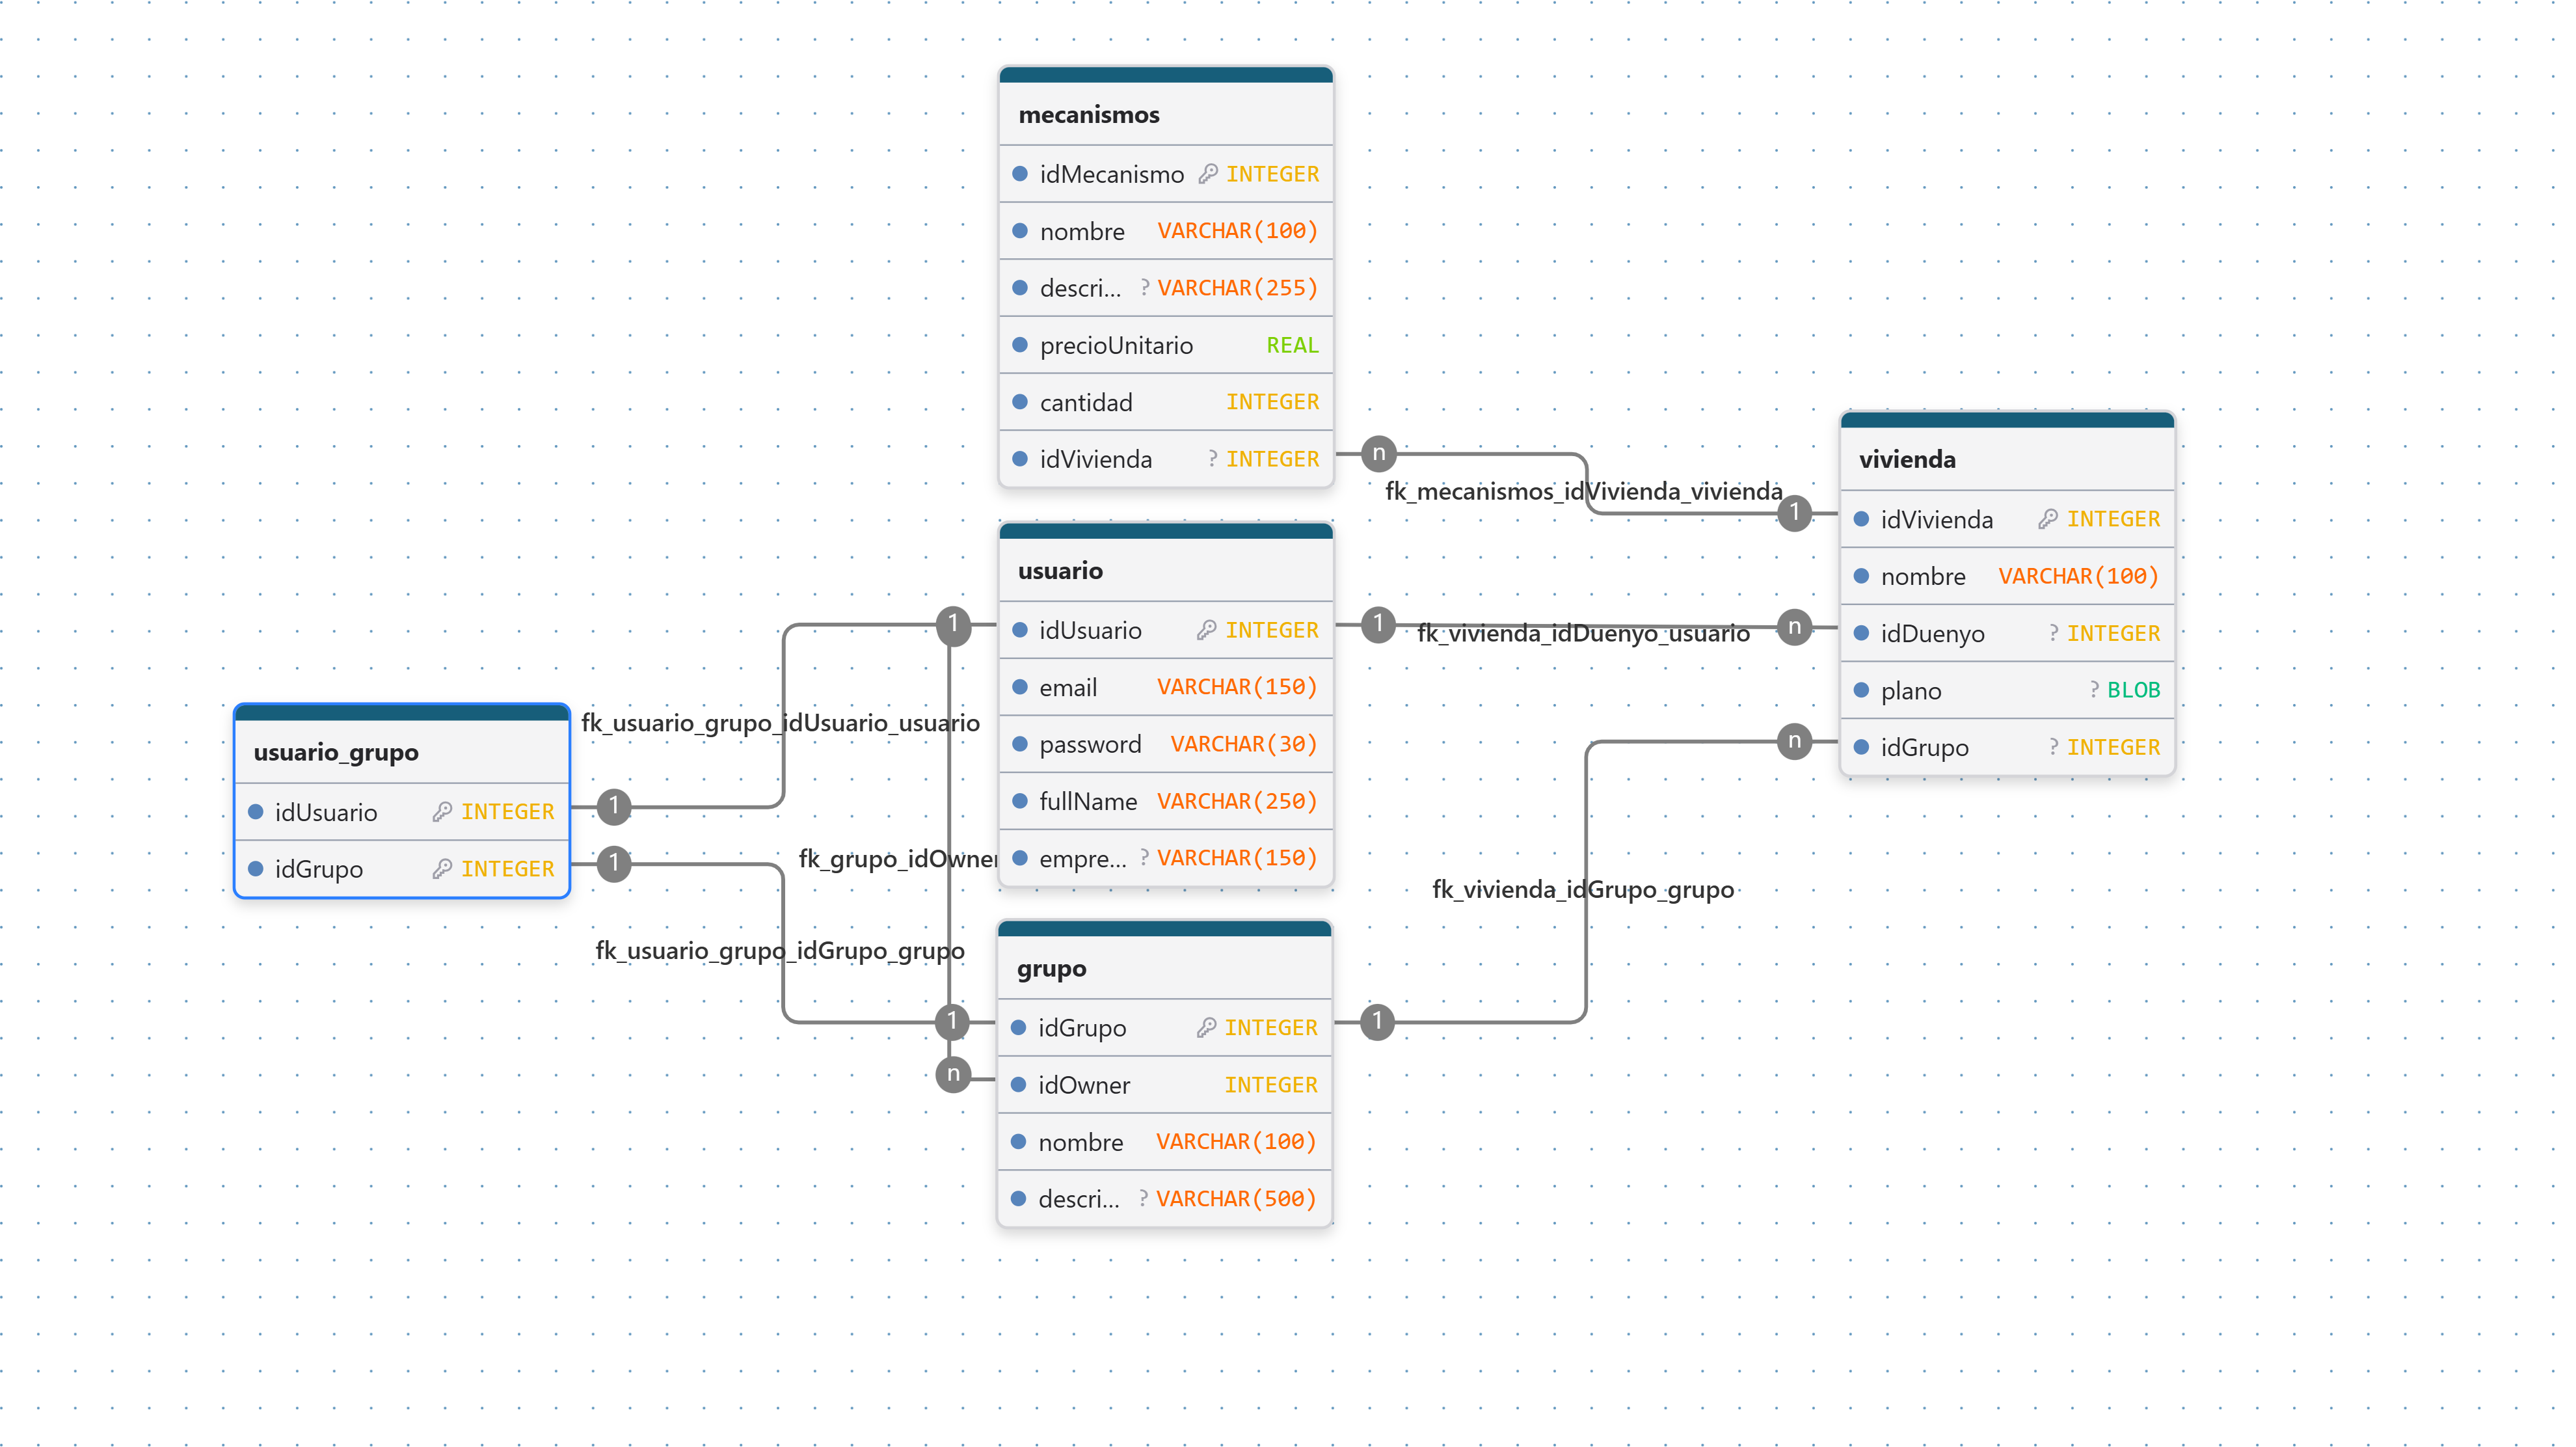 mecanismos
idMecanismo INTEGER
nombre VARCHAR(100)
descri... ? VARCHAR(255)
precioUnitario REAL
cantidad INTEGER
idVivienda ? INTEGER
n
fk_mecanismos_idVivienda_vivienda
1
vivienda
idVivienda INTEGER
nombre VARCHAR(100)
idDuenyo ? INTEGER
plano ? BLOB
idGrupo ? INTEGER
usuario
idUsuario INTEGER
email VARCHAR(150)
password VARCHAR(30)
fullName VARCHAR(250)
empre... ? VARCHAR(150)
1
fk_vivienda_idDuenyo_usuario
n
n
fk_vivienda_idGrupo_grupo
1
usuario_grupo
idUsuario INTEGER
idGrupo INTEGER
1
fk_usuario_grupo_idUsuario_usuario
1
1
fk_grupo_idOwner
fk_usuario_grupo_idGrupo_grupo
1
n
grupo
idGrupo INTEGER
idOwner INTEGER
nombre VARCHAR(100)
descri... ? VARCHAR(500)